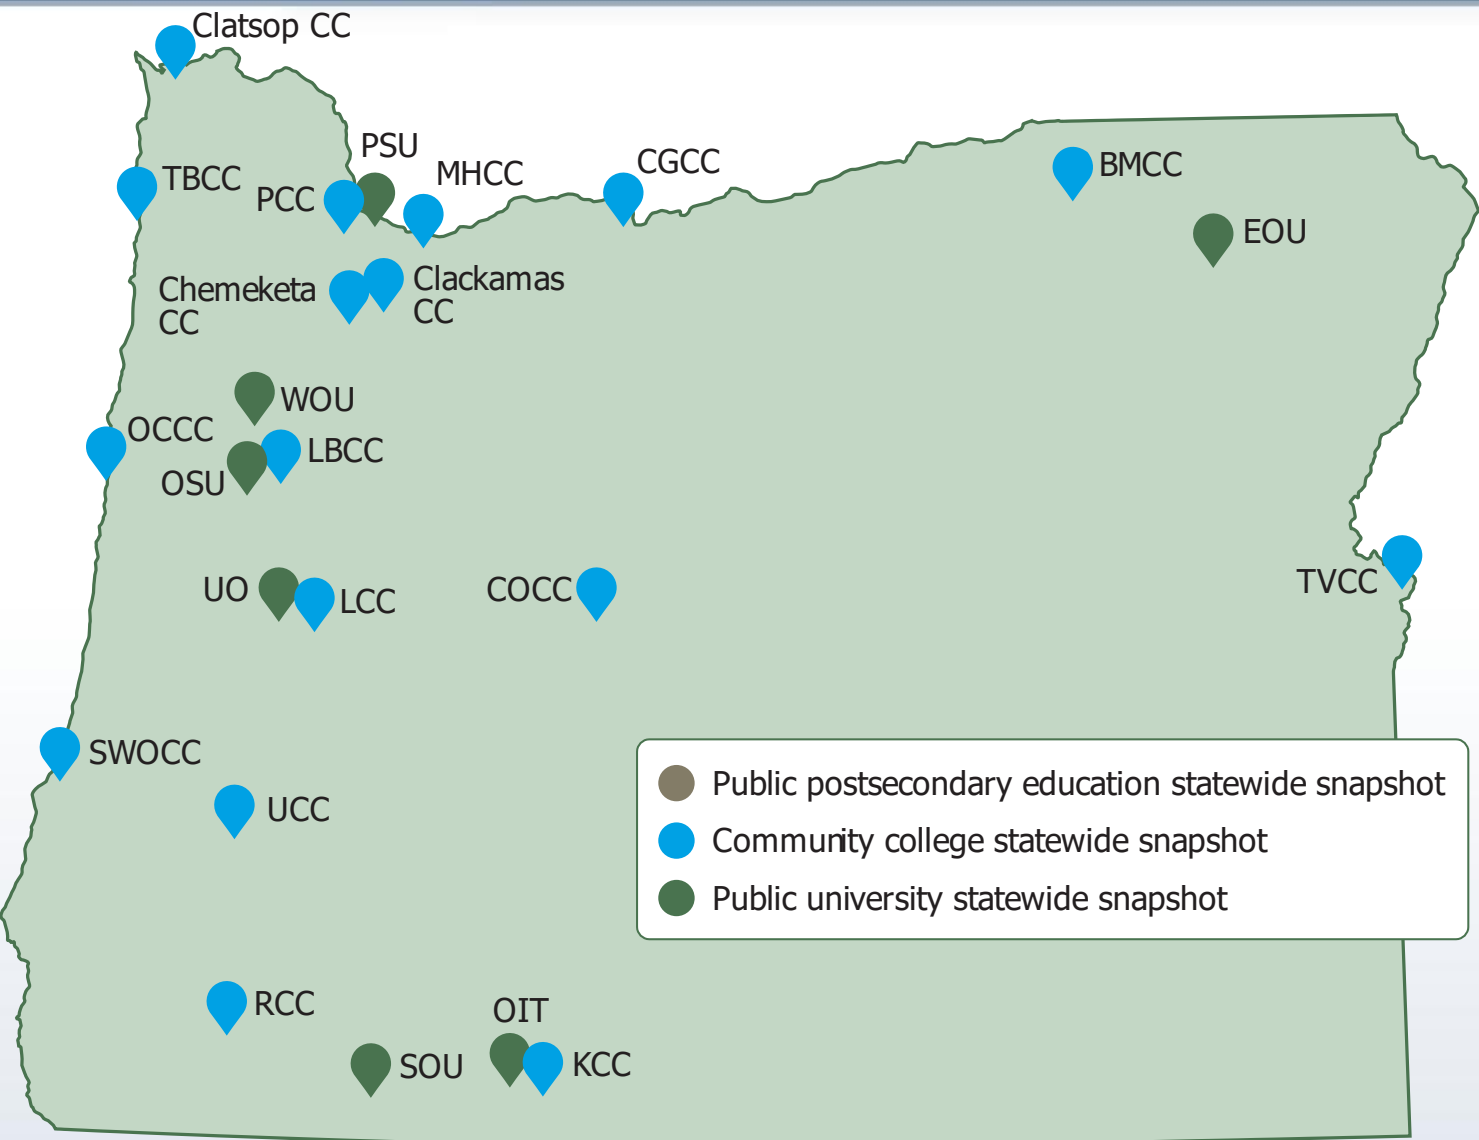 Clatsop CC
PSU
MHCC
CGCC
BMCC
TBCC
PCC
EOU
Chemeketa
CC
Clackamas
CC
WOU
OCCC
LBCC
OSU
UO
LCC
COCC
TVCC
SWOCC
UCC
Public postsecondary education statewide snapshot
Community college statewide snapshot
Public university statewide snapshot
RCC
OIT
SOU
KCC